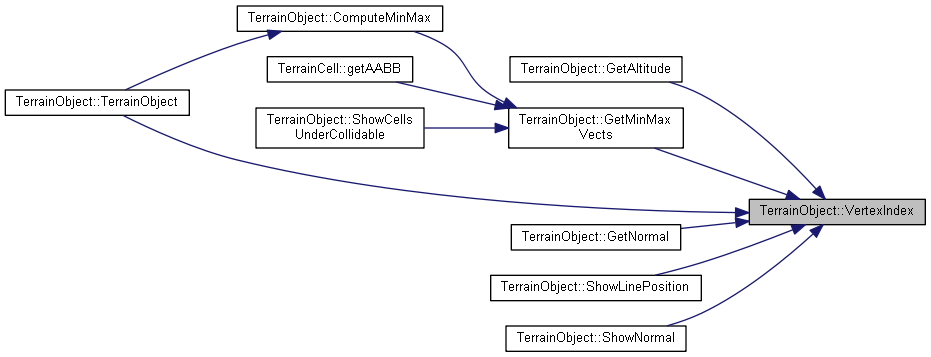 TerrainObject::ComputeMinMax
TerrainCell::getAABB
TerrainObject::GetAltitude
TerrainObject::TerrainObject
TerrainObject::ShowCells
UnderCollidable
TerrainObject::GetMinMax
Vects
TerrainObject::VertexIndex
TerrainObject::GetNormal
TerrainObject::ShowLinePosition
TerrainObject::ShowNormal